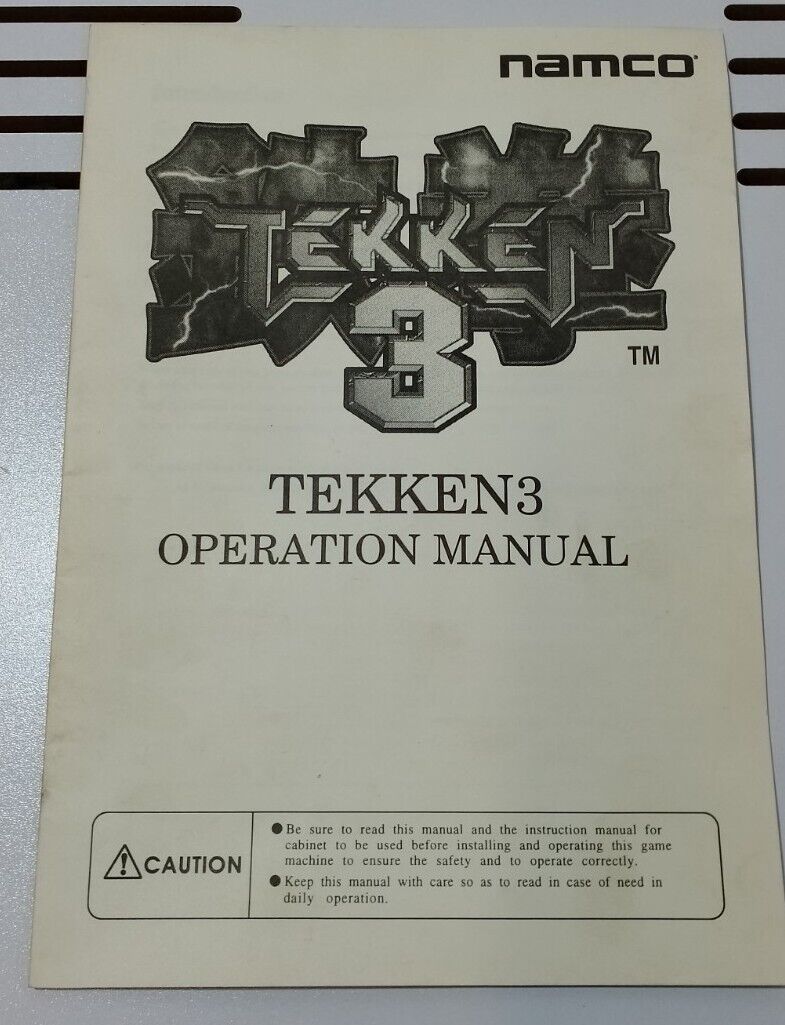 namco
TEKKEN
3
TM
TEKKEN3
OPERATION MANUAL
CAUTION
● Be sure to read this manual and the instruction manual for
cabinet to be used before installing and operating this game
machine to ensure the safety and to operate correctly.
● Keep this manual with care so as to read in case of need in
daily operation.